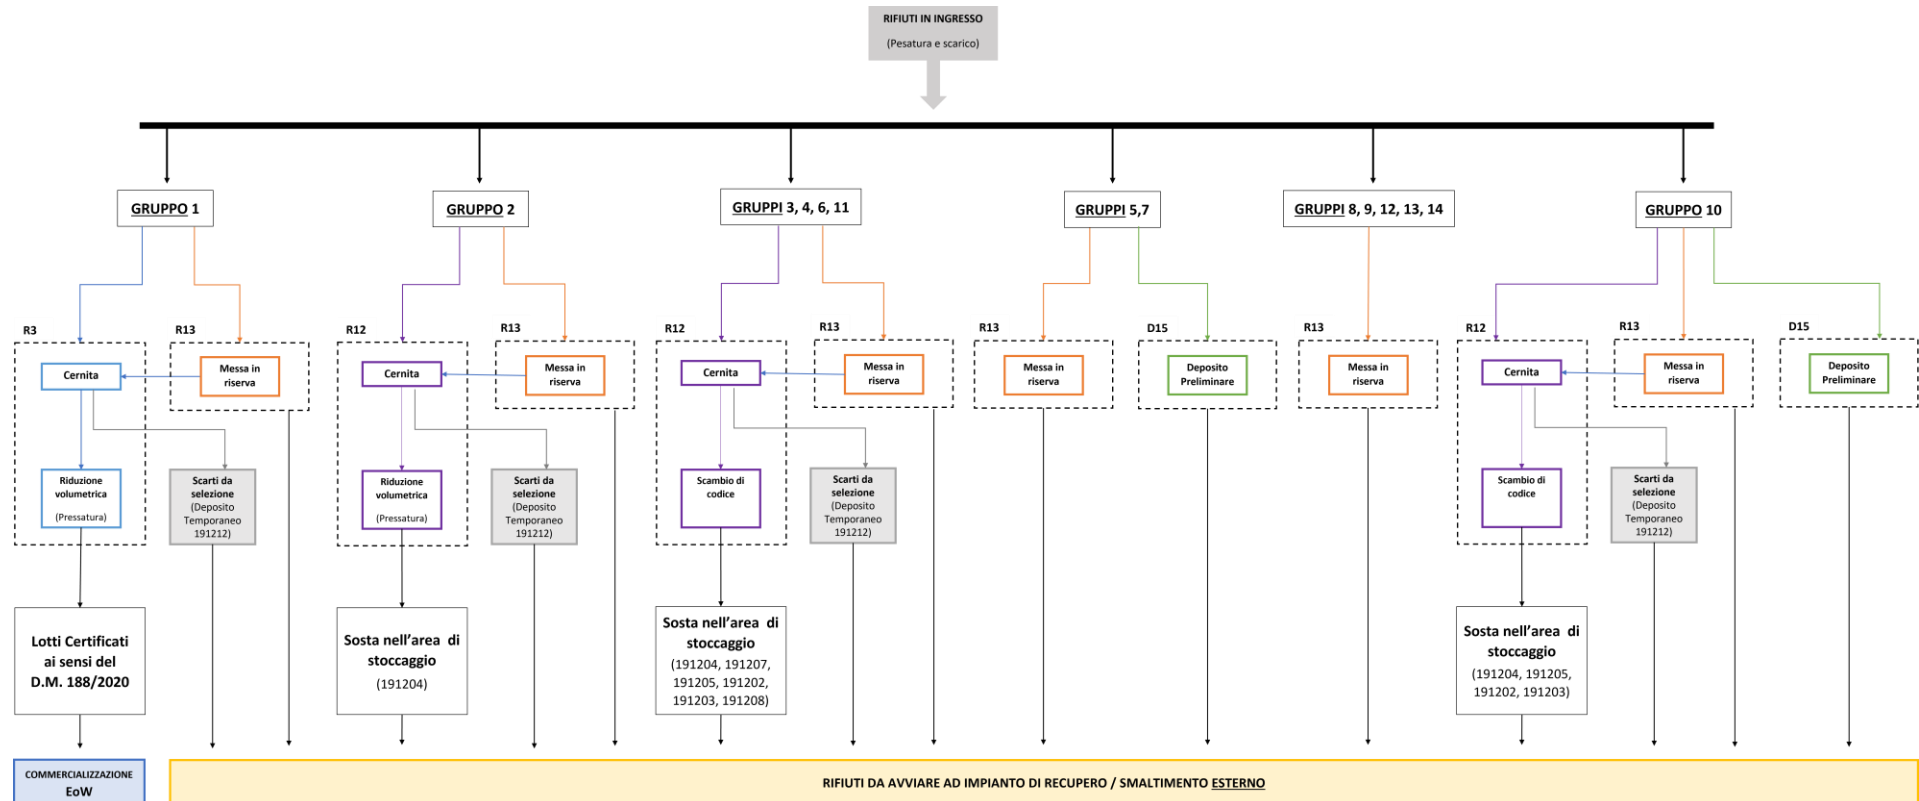 RIFIUTI IN INGRESSO
(Pesatura e scarico)
GRUPPO 1
GRUPPO 2
GRUPPI 3, 4, 6, 11
GRUPPI 5,7
GRUPPI 8, 9, 12, 13, 14
GRUPPO 10
R3
R13
R12
R13
R12
R13
R13
D15
R13
R12
R13
D15
Cernita
Messa in
riserva
Cernita
Messa in
riserva
Cernita
Messa in
riserva
Messa in
riserva
Deposito
Preliminare
Messa in
riserva
Cernita
Messa in
riserva
Deposito
Preliminare
Riduzione
volumetrica
(Pressatura)
Scarti da
selezione
(Deposito
Temporaneo
191212)
Riduzione
volumetrica
(Pressatura)
Scarti da
selezione
(Deposito
Temporaneo
191212)
Scambio di
codice
Scarti da
selezione
(Deposito
Temporaneo
191212)
Scambio di
codice
Scarti da
selezione
(Deposito
Temporaneo
191212)
Lotti Certificati
ai sensi del
D.M. 188/2020
Sosta nell'area di
stoccaggio
(191204)
Sosta nell'area di
stoccaggio
(191204, 191207,
191205, 191202,
191203, 191208)
Sosta nell'area di
stoccaggio
(191204, 191205,
191202, 191203)
COMMERCIALIZZAZIONE
EoW
RIFIUTI DA AVVIARE AD IMPIANTO DI RECUPERO / SMALTIMENTO ESTERNO